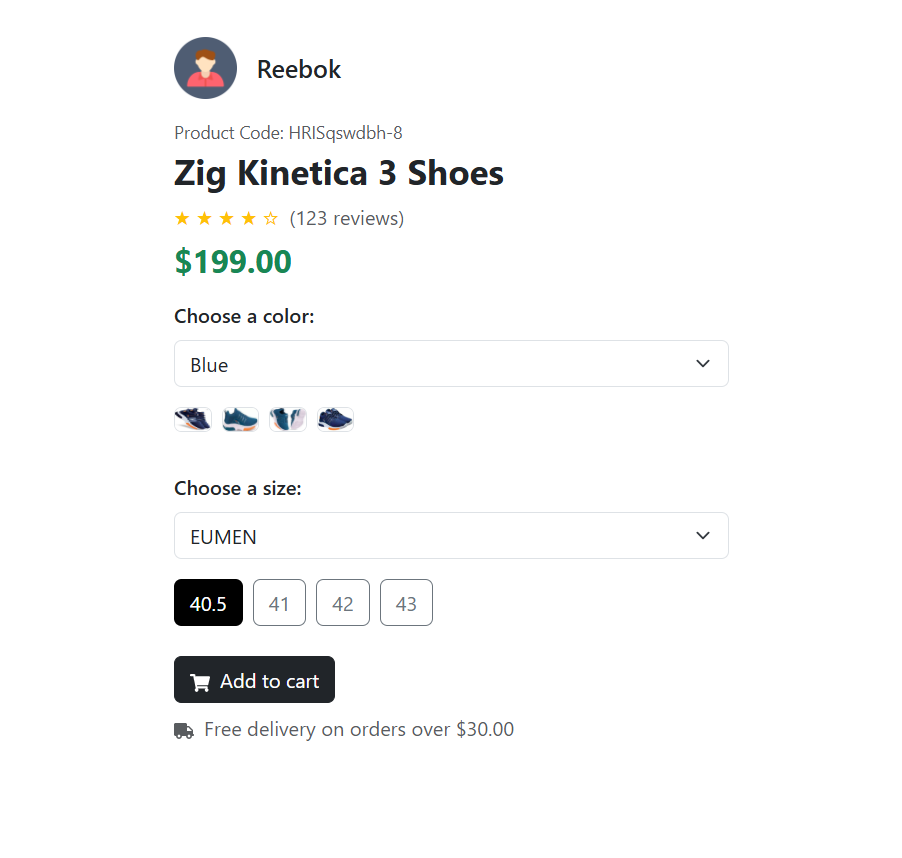 Reebok
Product Code: HRISqswdbh-8
Zig Kinetica 3 Shoes
★ ★ ★ ★ ☆ (123 reviews)
$199.00
Choose a color:
Blue
Choose a size:
EUMEN
40.5 41 42 43
Add to cart
Free delivery on orders over $30.00